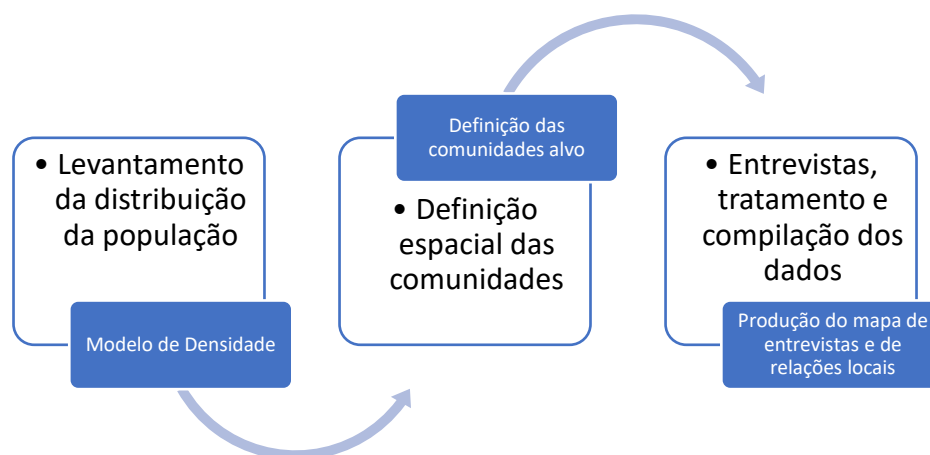 • Levantamento
da distribuição
da população
Modelo de Densidade
Definição das
comunidades alvo
• Definição
espacial das
comunidades
• Entrevistas,
tratamento e
compilação dos
dados
Produção do mapa de
entrevistas e de
relações locais